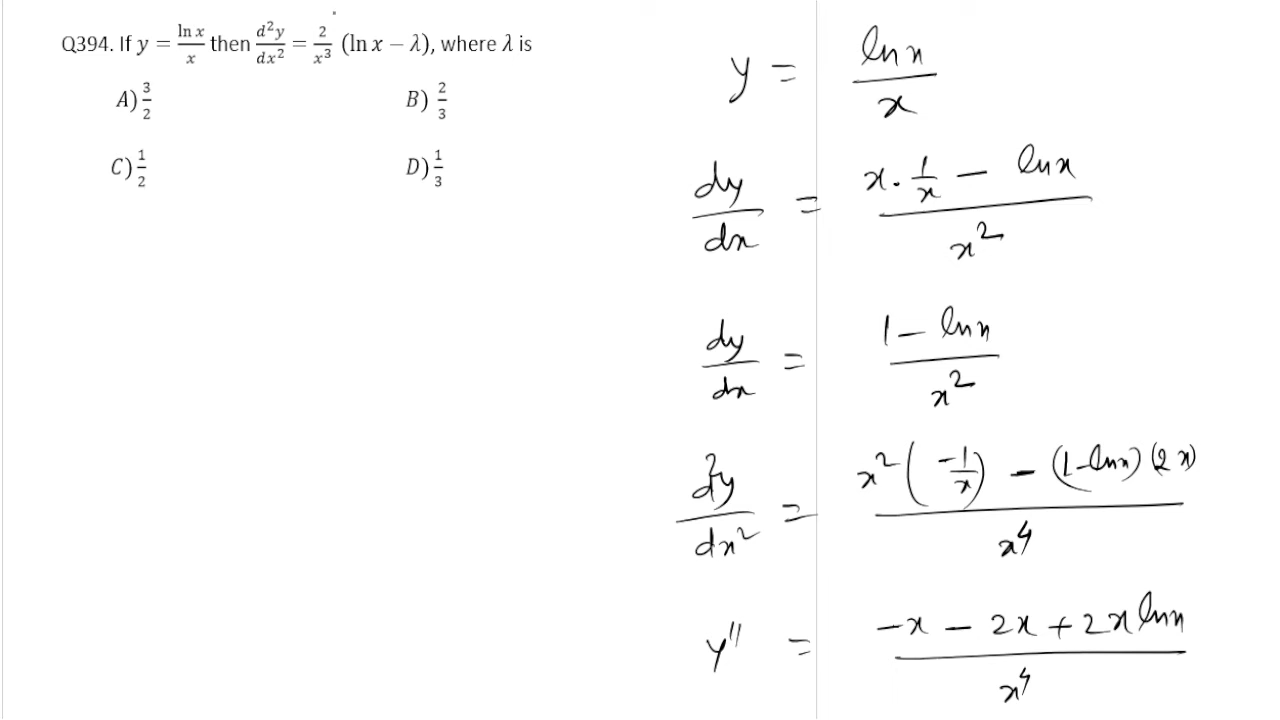 Q394. If y = ln x / x then d²y/dx² = 2/x³ (ln x − λ), where λ is
A) 3/2 B) 2/3
C) 1/2 D) 1/3
y = ln x / x
dy/dx = (x · 1/x − ln x) / x²
dy/dx = (1 − ln x) / x²
d²y/dx² = (x² (−1/x) − (1 − ln x)(2x)) / x⁴
y'' = (−x − 2x + 2x ln x) / x⁴